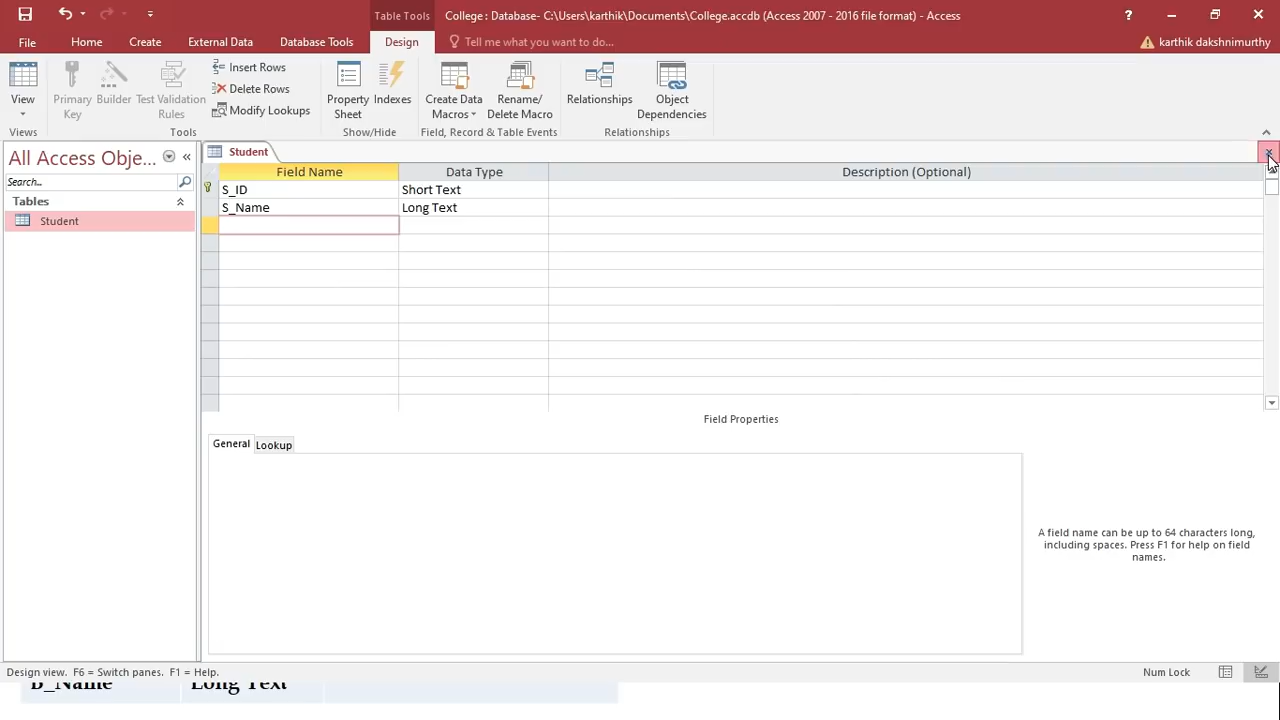 Table Tools
College : Database- C:\Users\karthik\Documents\College.accdb (Access 2007 - 2016 file format) - Access
?
File
Home
Create
External Data
Database Tools
Design
Tell me what you want to do...
karthik dakshnimurthy
View
Primary Key
Builder
Test Validation Rules
Insert Rows
Delete Rows
Modify Lookups
Property Sheet
Indexes
Create Data Macros
Rename/ Delete Macro
Relationships
Object Dependencies
Views
Tools
Show/Hide
Field, Record & Table Events
Relationships
All Access Obje...
Search...
Tables
Student
Student
Field Name Data Type Description (Optional)
S_ID Short Text
S_Name Long Text
Field Properties
General Lookup
A field name can be up to 64 characters long,
including spaces. Press F1 for help on field
names.
Design view. F6 = Switch panes. F1 = Help.
Num Lock
B_Name Long Text